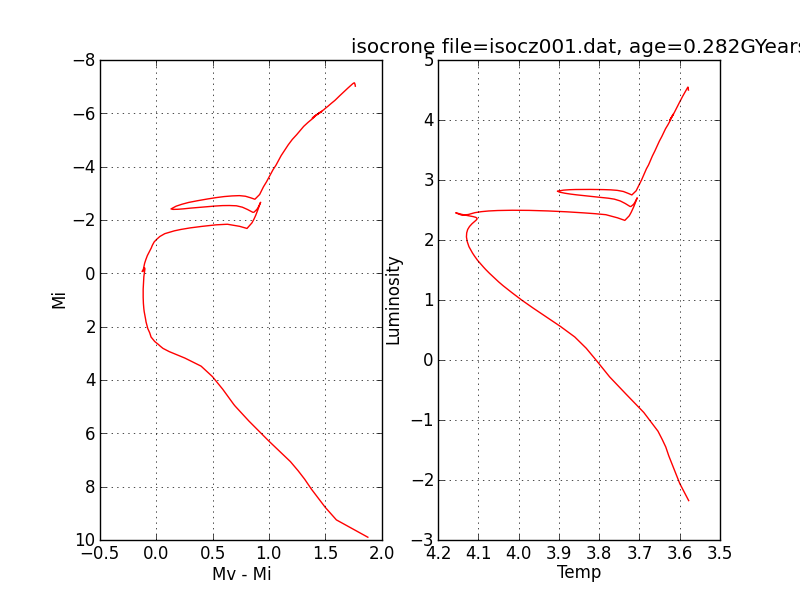 isocrone file=isocz001.dat, age=0.282GYears
−8
−6
−4
−2
0
2
4
6
8
10
Mi
−0.5 0.0 0.5 1.0 1.5 2.0
Mv - Mi
5
4
3
2
1
0
−1
−2
−3
Luminosity
4.2 4.1 4.0 3.9 3.8 3.7 3.6 3.5
Temp